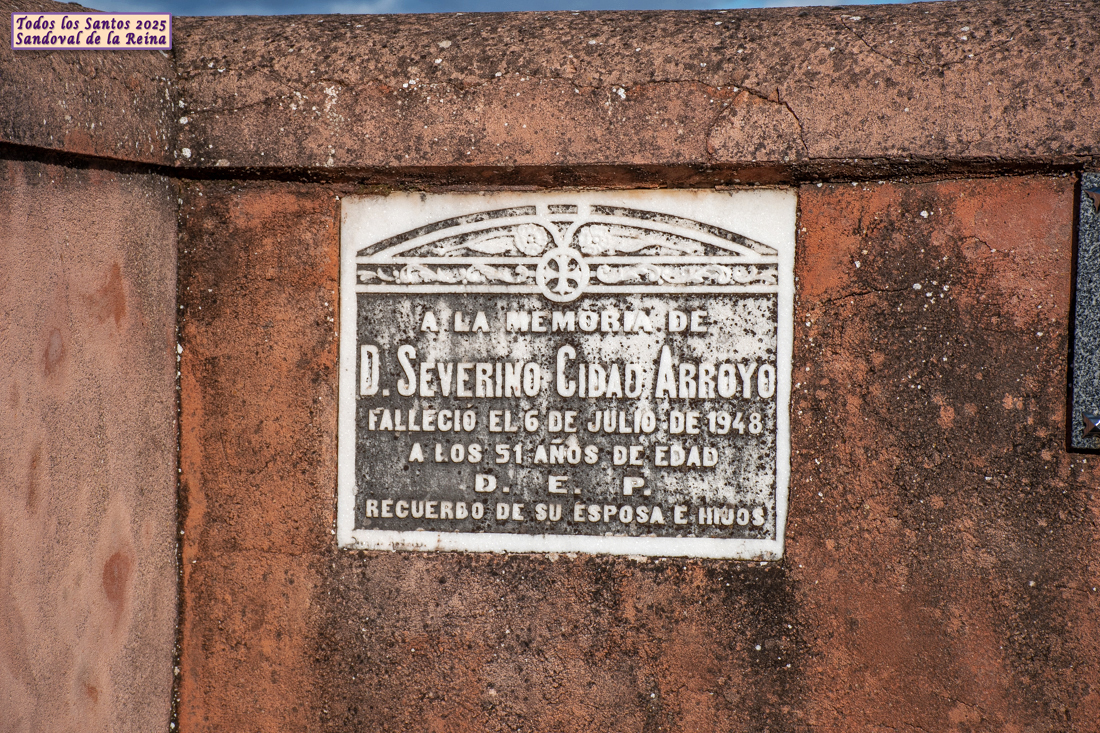 Todos los Santos 2025
Sandoval de la Reina
A LA MEMORIA DE
D. SEVERINO CIDAD ARROYO
FALLECIÓ EL 6 DE JULIO DE 1948
A LOS 51 AÑOS DE EDAD
D. E. P.
RECUERDO DE SU ESPOSA E HIJOS